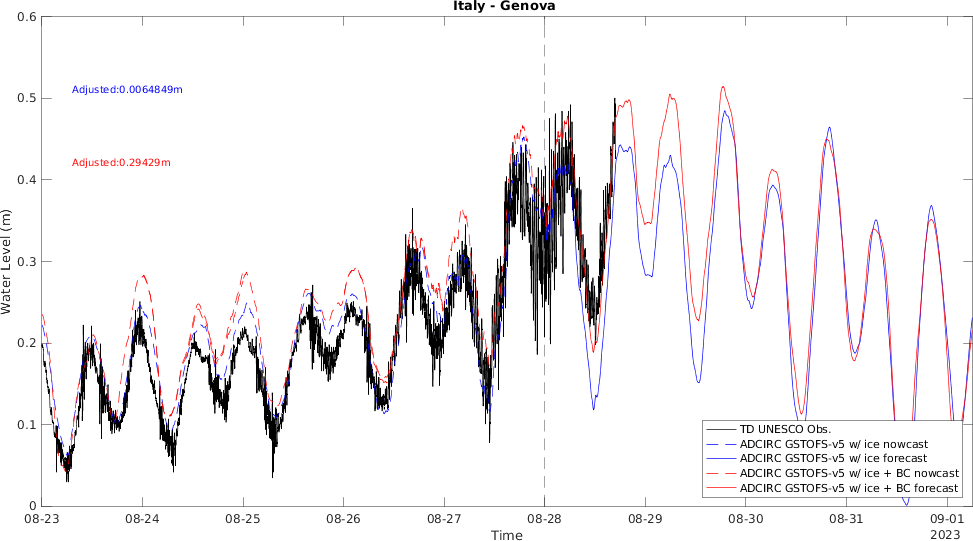 Italy - Genova
0.6
0.5
0.4
0.3
0.2
0.1
0
Water Level (m)
Adjusted:0.0064849m
Adjusted:0.29429m
TD UNESCO Obs.
ADCIRC GSTOFS-v5 w/ ice nowcast
ADCIRC GSTOFS-v5 w/ ice forecast
ADCIRC GSTOFS-v5 w/ ice + BC nowcast
ADCIRC GSTOFS-v5 w/ ice + BC forecast
08-23 08-24 08-25 08-26 08-27 08-28 08-29 08-30 08-31 09-01
2023
Time